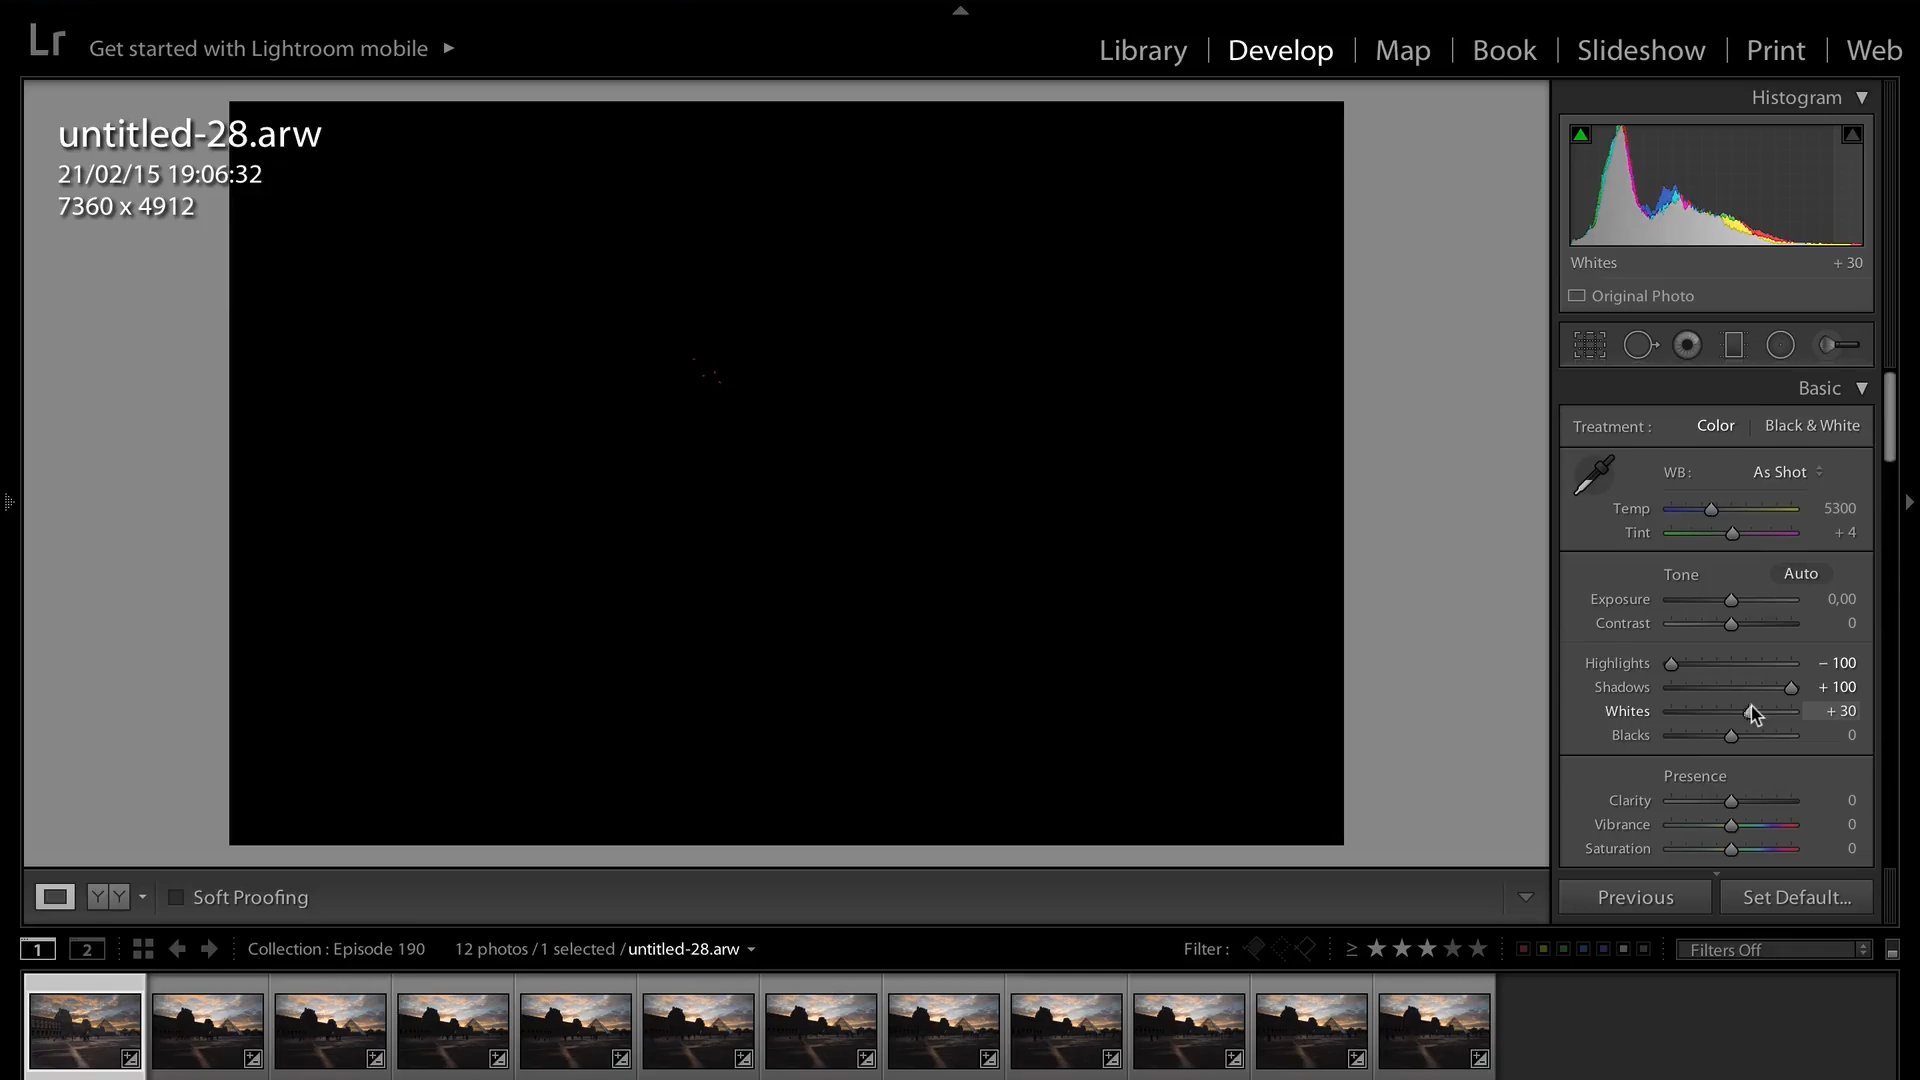 Lr
Get started with Lightroom mobile
Library | Develop | Map | Book | Slideshow | Print | Web
untitled-28.arw
21/02/15 19:06:32
7360 x 4912
Histogram
Whites + 30
Original Photo
Basic
Treatment : Color Black & White
WB : As Shot
Temp 5300
Tint + 4
Tone Auto
Exposure 0,00
Contrast 0
Highlights − 100
Shadows + 100
Whites + 30
Blacks 0
Presence
Clarity 0
Vibrance 0
Saturation 0
Y Y Soft Proofing
Previous Set Default...
1 2 Collection : Episode 190 12 photos / 1 selected / untitled-28.arw Filter : ≥ Filters Off